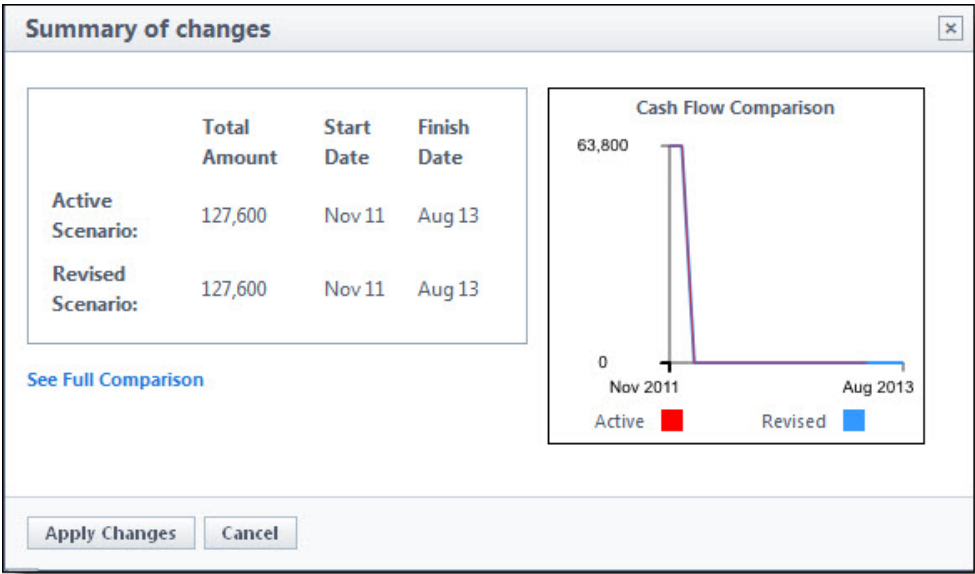 Summary of changes
Total Amount Start Date Finish Date
Active Scenario: 127,600 Nov 11 Aug 13
Revised Scenario: 127,600 Nov 11 Aug 13
See Full Comparison
Cash Flow Comparison
63,800
0
Nov 2011 Aug 2013
Active Revised
Apply Changes Cancel